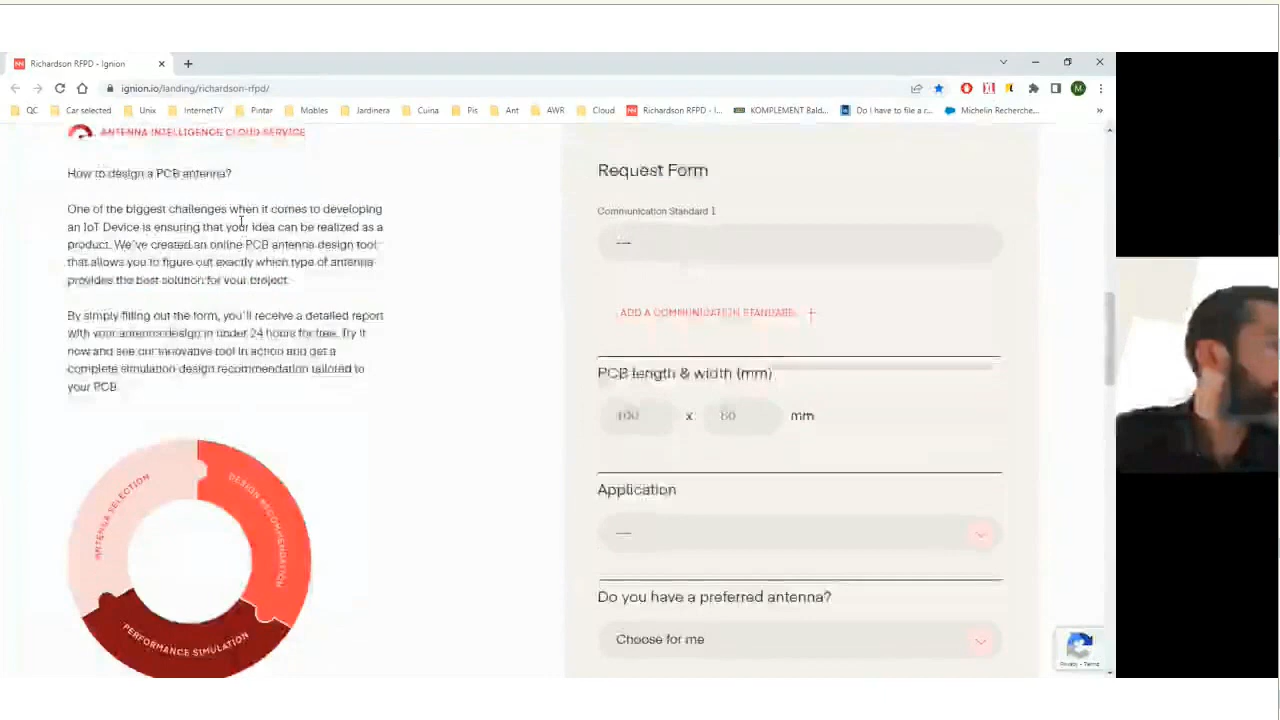 Richardson RFPD - Ignion
ignion.io/landing/richardson-rfpd/
M
QC
Car selected
Unix
InternetTV
Pintar
Mobles
Jardinera
Cuina
Pis
Ant
AWR
Cloud
Richardson RFPD - I...
KOMPLEMENT Bald...
Do I have to file a r...
Michelin Recherche...
»
ANTENNA INTELLIGENCE CLOUD SERVICE
How to design a PCB antenna?
One of the biggest challenges when it comes to developing
an IoT Device is ensuring that your idea can be realized as a
product. We've created an online PCB antenna design tool
that allows you to figure out exactly which type of antenna
provides the best solution for your project.
By simply filling out the form, you'll receive a detailed report
with your antenna design in under 24 hours for free. Try it
now and see our innovative tool in action and get a
complete simulation design recommendation tailored to
your PCB.
ANTENNA SELECTION
DESIGN RECOMMENDATION
PERFORMANCE SIMULATION
Request Form
Communication Standard 1
---
ADD A COMMUNICATION STANDARD +
PCB length & width (mm)
100 x 60 mm
Application
---
Do you have a preferred antenna?
Choose for me
Privacy - Terms